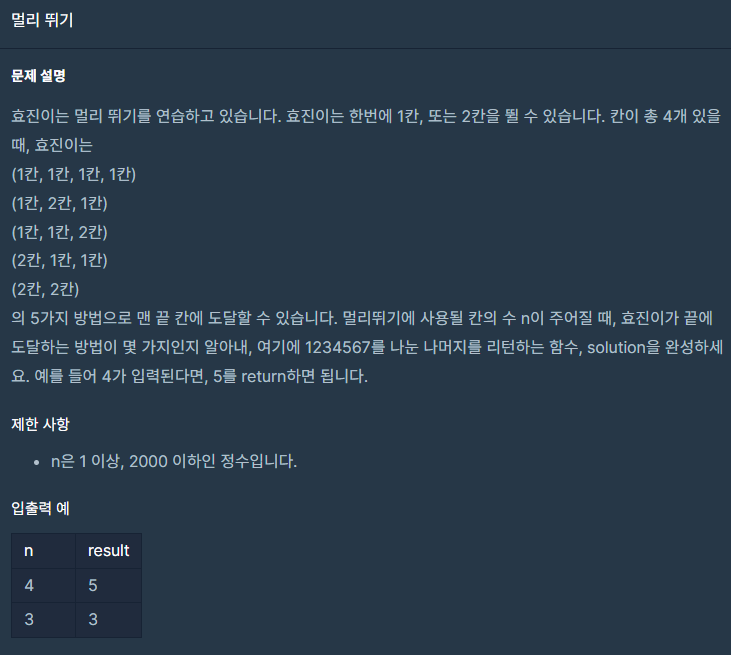 멀리 뛰기
문제 설명
효진이는 멀리 뛰기를 연습하고 있습니다. 효진이는 한번에 1칸, 또는 2칸을 뛸 수 있습니다. 칸이 총 4개 있을
때, 효진이는
(1칸, 1칸, 1칸, 1칸)
(1칸, 2칸, 1칸)
(1칸, 1칸, 2칸)
(2칸, 1칸, 1칸)
(2칸, 2칸)
의 5가지 방법으로 맨 끝 칸에 도달할 수 있습니다. 멀리뛰기에 사용될 칸의 수 n이 주어질 때, 효진이가 끝에
도달하는 방법이 몇 가지인지 알아내, 여기에 1234567를 나눈 나머지를 리턴하는 함수, solution을 완성하세
요. 예를 들어 4가 입력된다면, 5를 return하면 됩니다.
제한 사항
• n은 1 이상, 2000 이하인 정수입니다.
입출력 예
n result
4 5
3 3